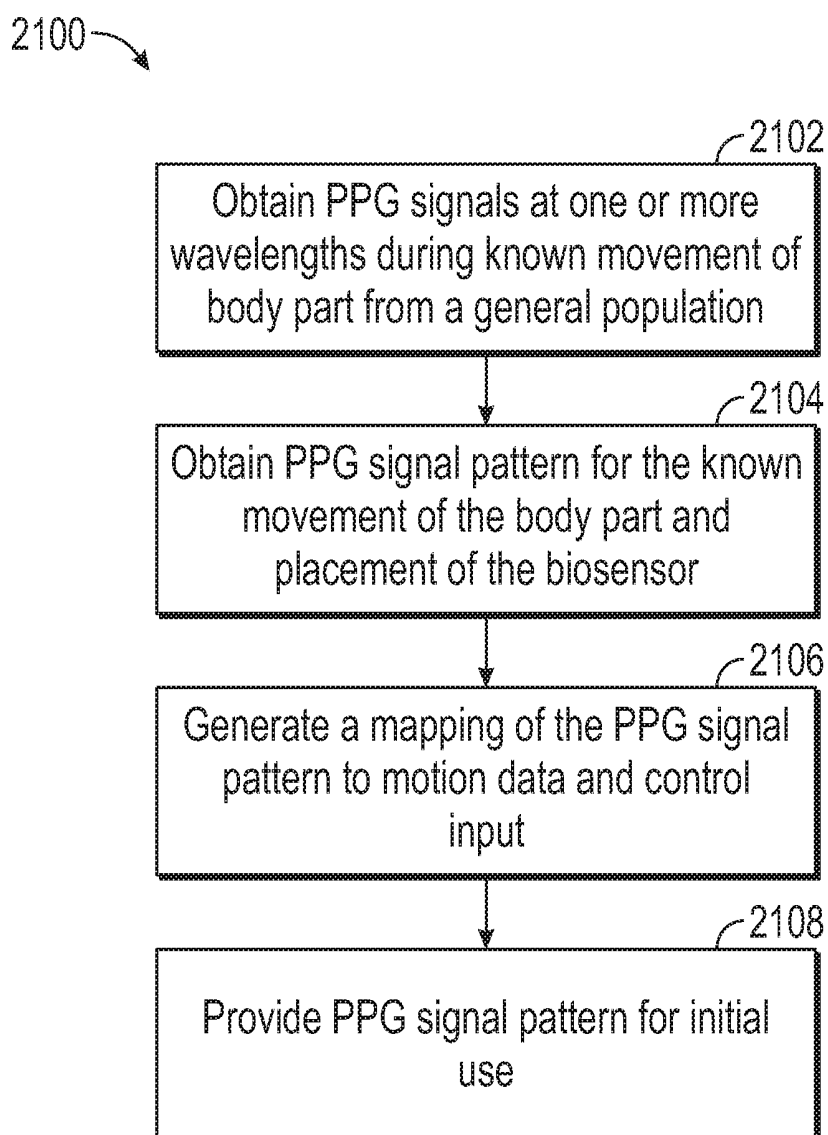 2100
2102
Obtain PPG signals at one or more
wavelengths during known movement of
body part from a general population
2104
Obtain PPG signal pattern for the known
movement of the body part and
placement of the biosensor
2106
Generate a mapping of the PPG signal
pattern to motion data and control
input
2108
Provide PPG signal pattern for initial
use